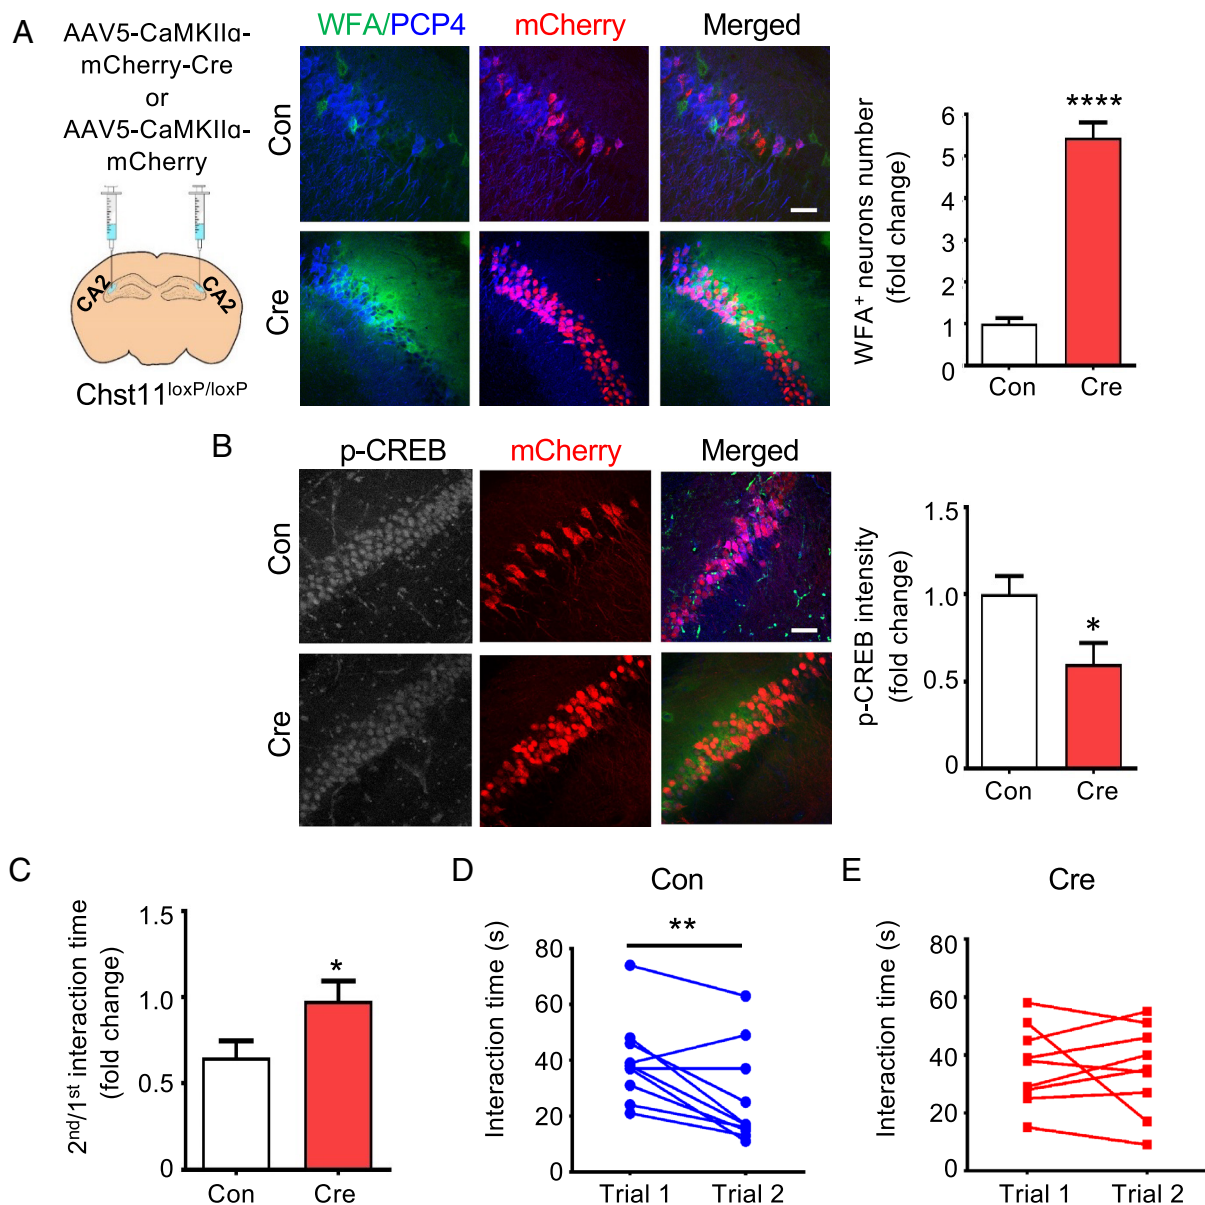 A
AAV5-CaMKIIα-
mCherry-Cre
or
AAV5-CaMKIIα-
mCherry
CA2
CA2
Chst11loxP/loxP
WFA/PCP4
mCherry
Merged
Con
Cre
WFA+ neurons number
(fold change)
6
5
4
3
2
1
0
****
Con
Cre
B
p-CREB
mCherry
Merged
Con
Cre
p-CREB intensity
(fold change)
1.5
1.0
0.5
0
*
Con
Cre
C
2nd/1st interaction time
(fold change)
1.5
1.0
0.5
0
*
Con
Cre
D
Con
Interaction time (s)
80
60
40
20
0
**
Trial 1
Trial 2
E
Cre
Interaction time (s)
80
60
40
20
0
Trial 1
Trial 2